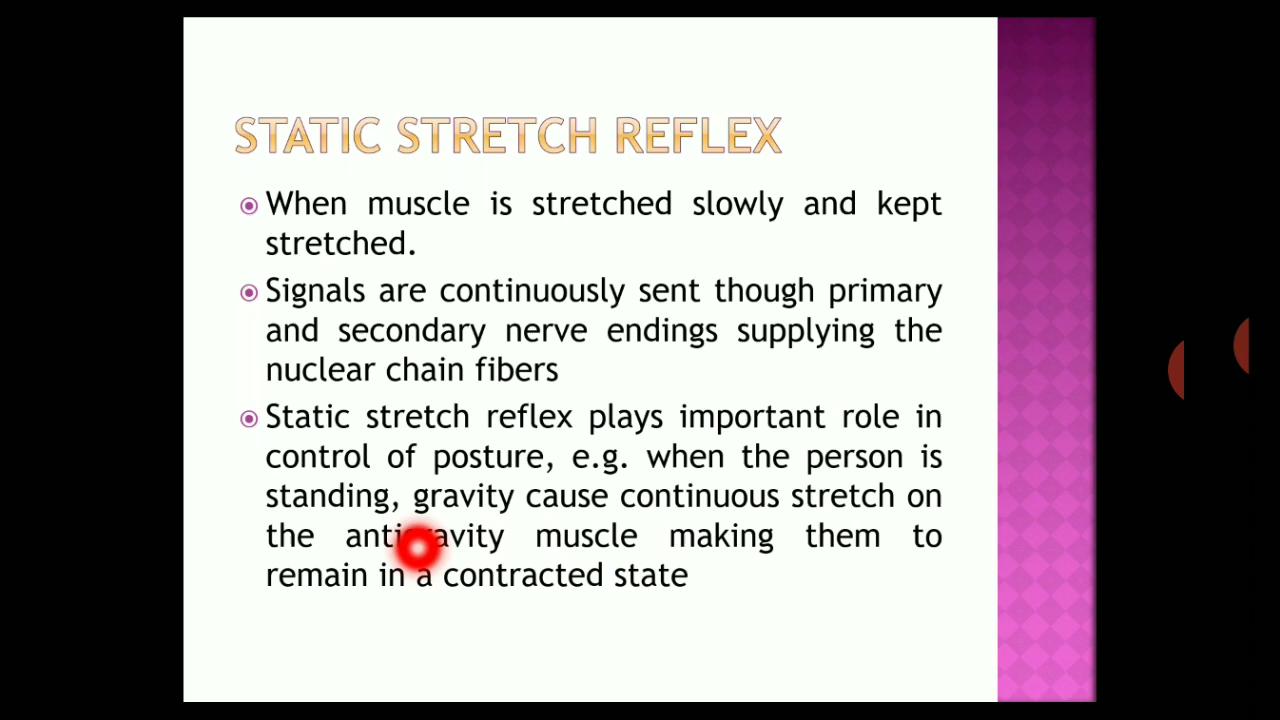 STATIC STRETCH REFLEX
When muscle is stretched slowly and kept
stretched.
Signals are continuously sent though primary
and secondary nerve endings supplying the
nuclear chain fibers
Static stretch reflex plays important role in
control of posture, e.g. when the person is
standing, gravity cause continuous stretch on
the antigravity muscle making them to
remain in a contracted state